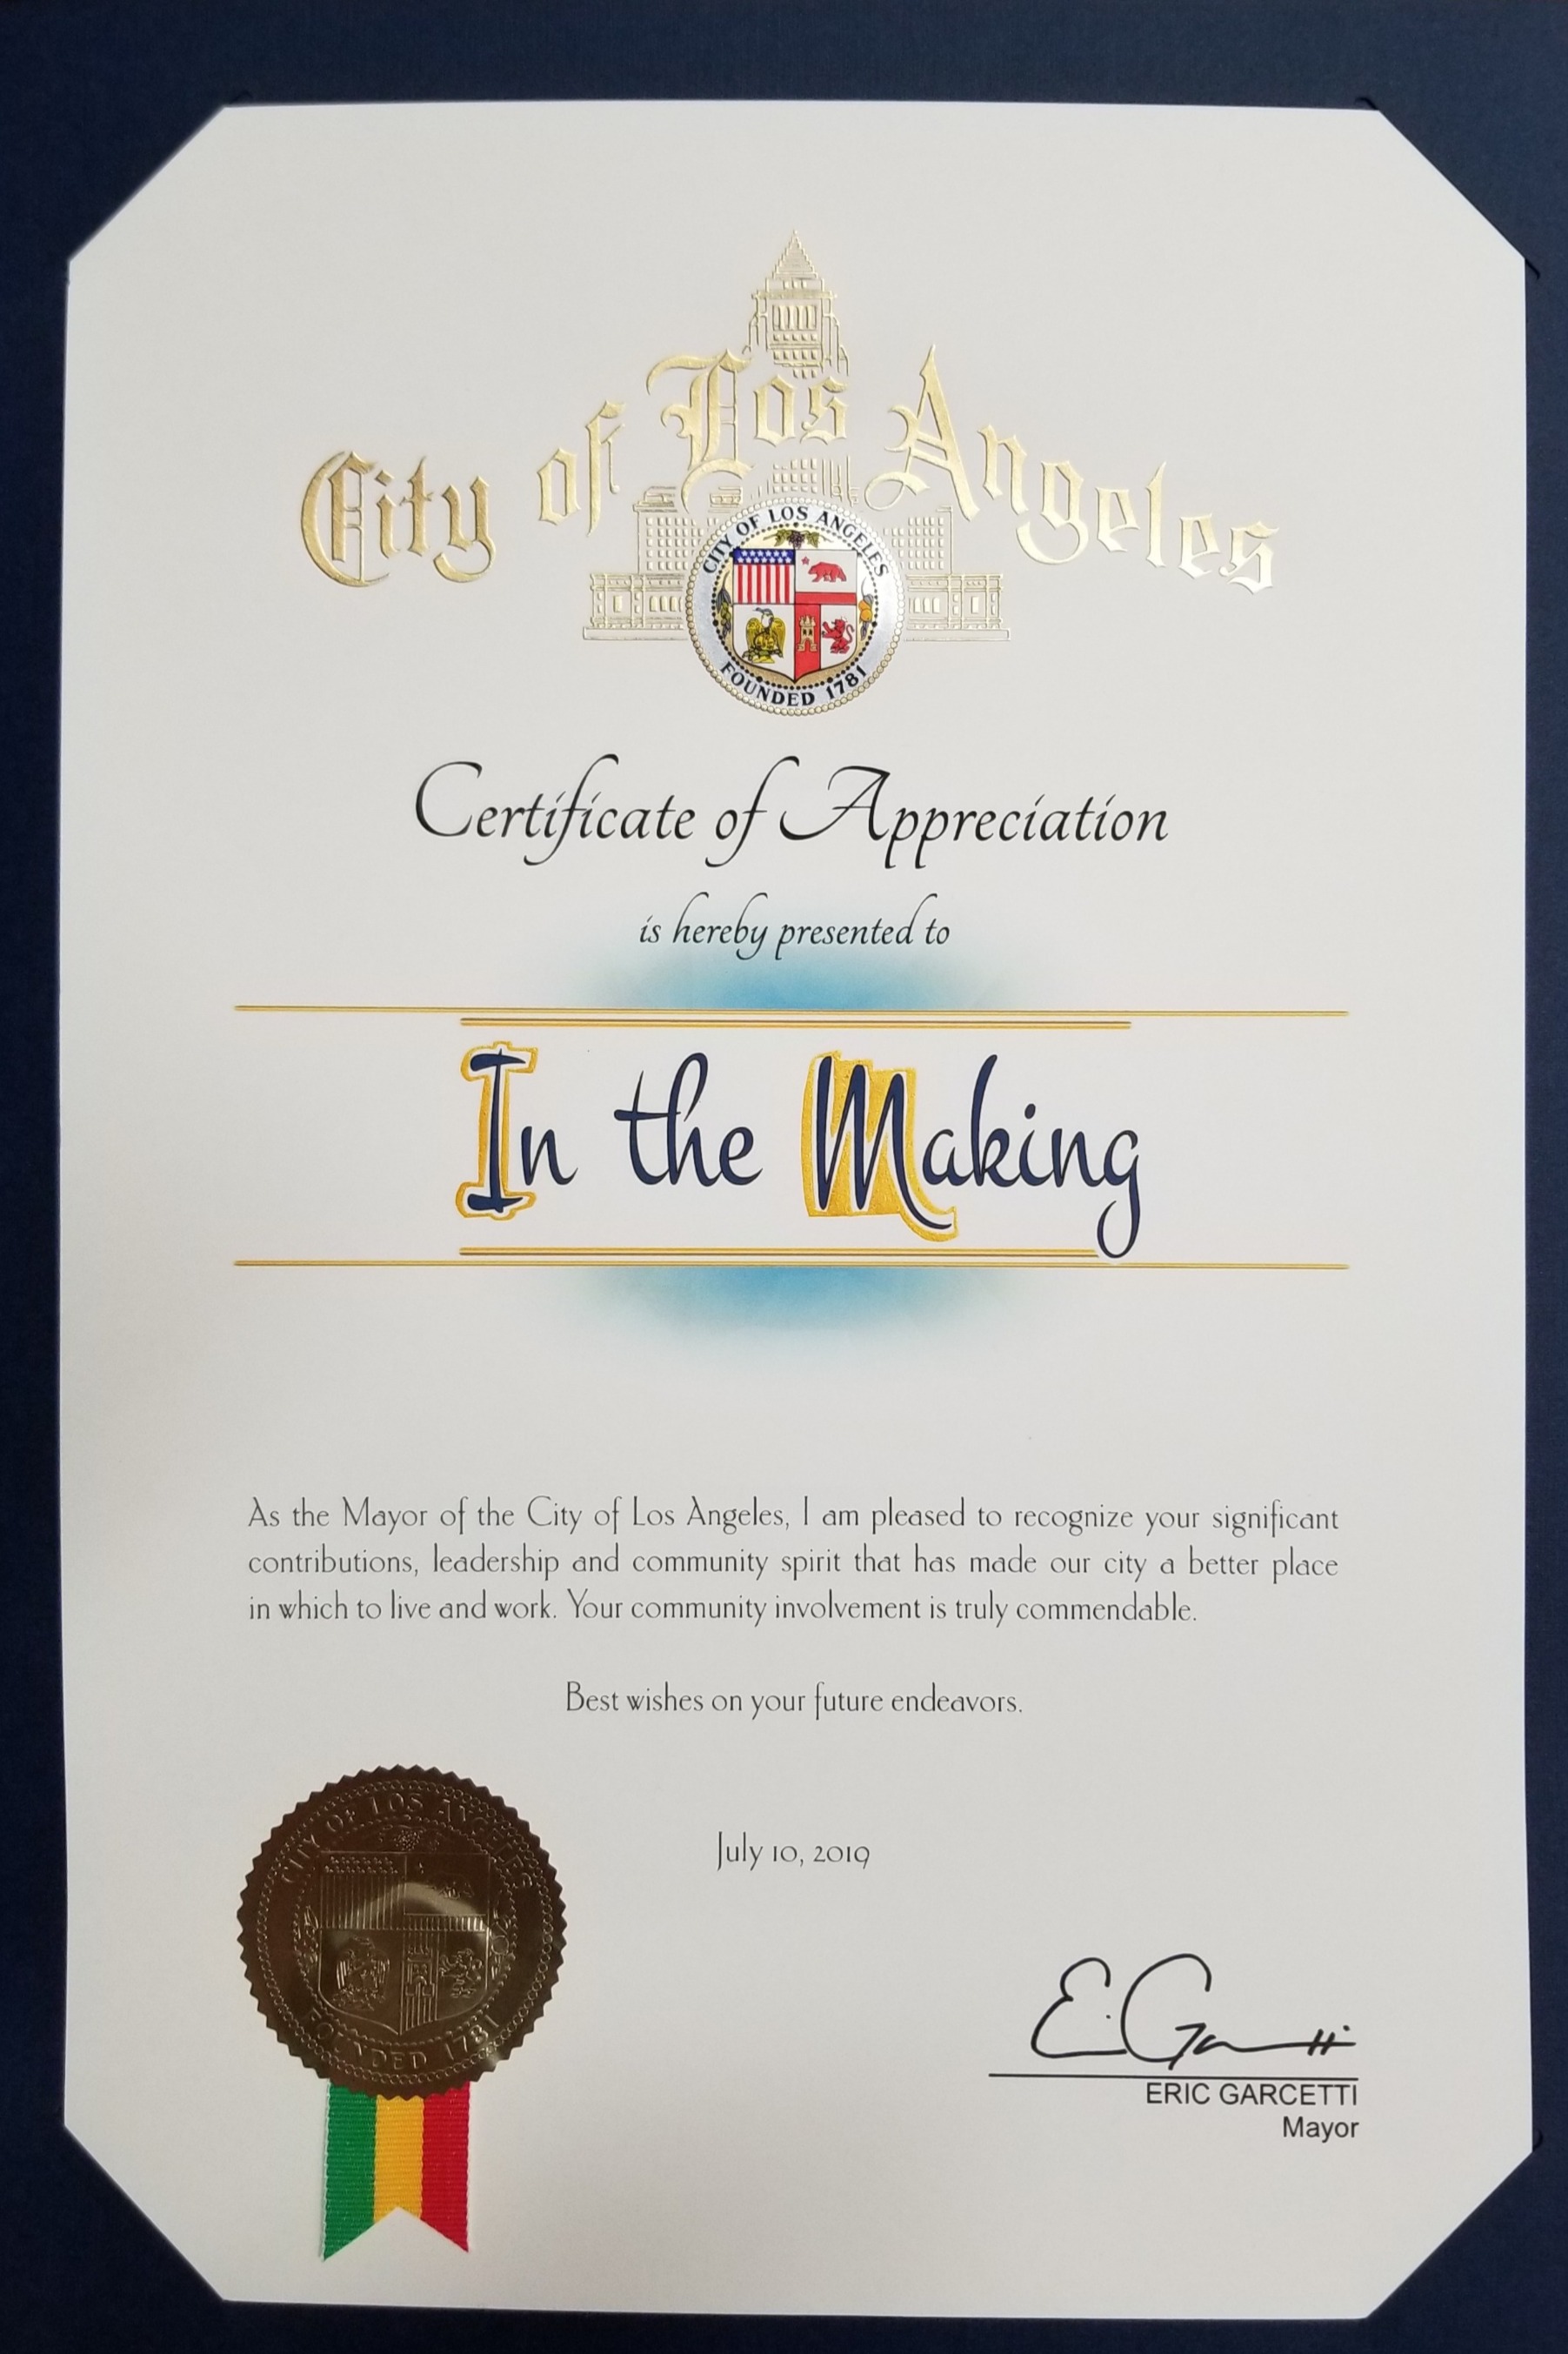 City of Los Angeles
CITY OF LOS ANGELES
FOUNDED 1781
Certificate of Appreciation
is hereby presented to
In the Making
As the Mayor of the City of Los Angeles, I am pleased to recognize your significant
contributions, leadership and community spirit that has made our city a better place
in which to live and work. Your community involvement is truly commendable.
Best wishes on your future endeavors.
July 10, 2019
CITY OF LOS ANGELES
FOUNDED 1781
E. Garcetti
ERIC GARCETTI
Mayor